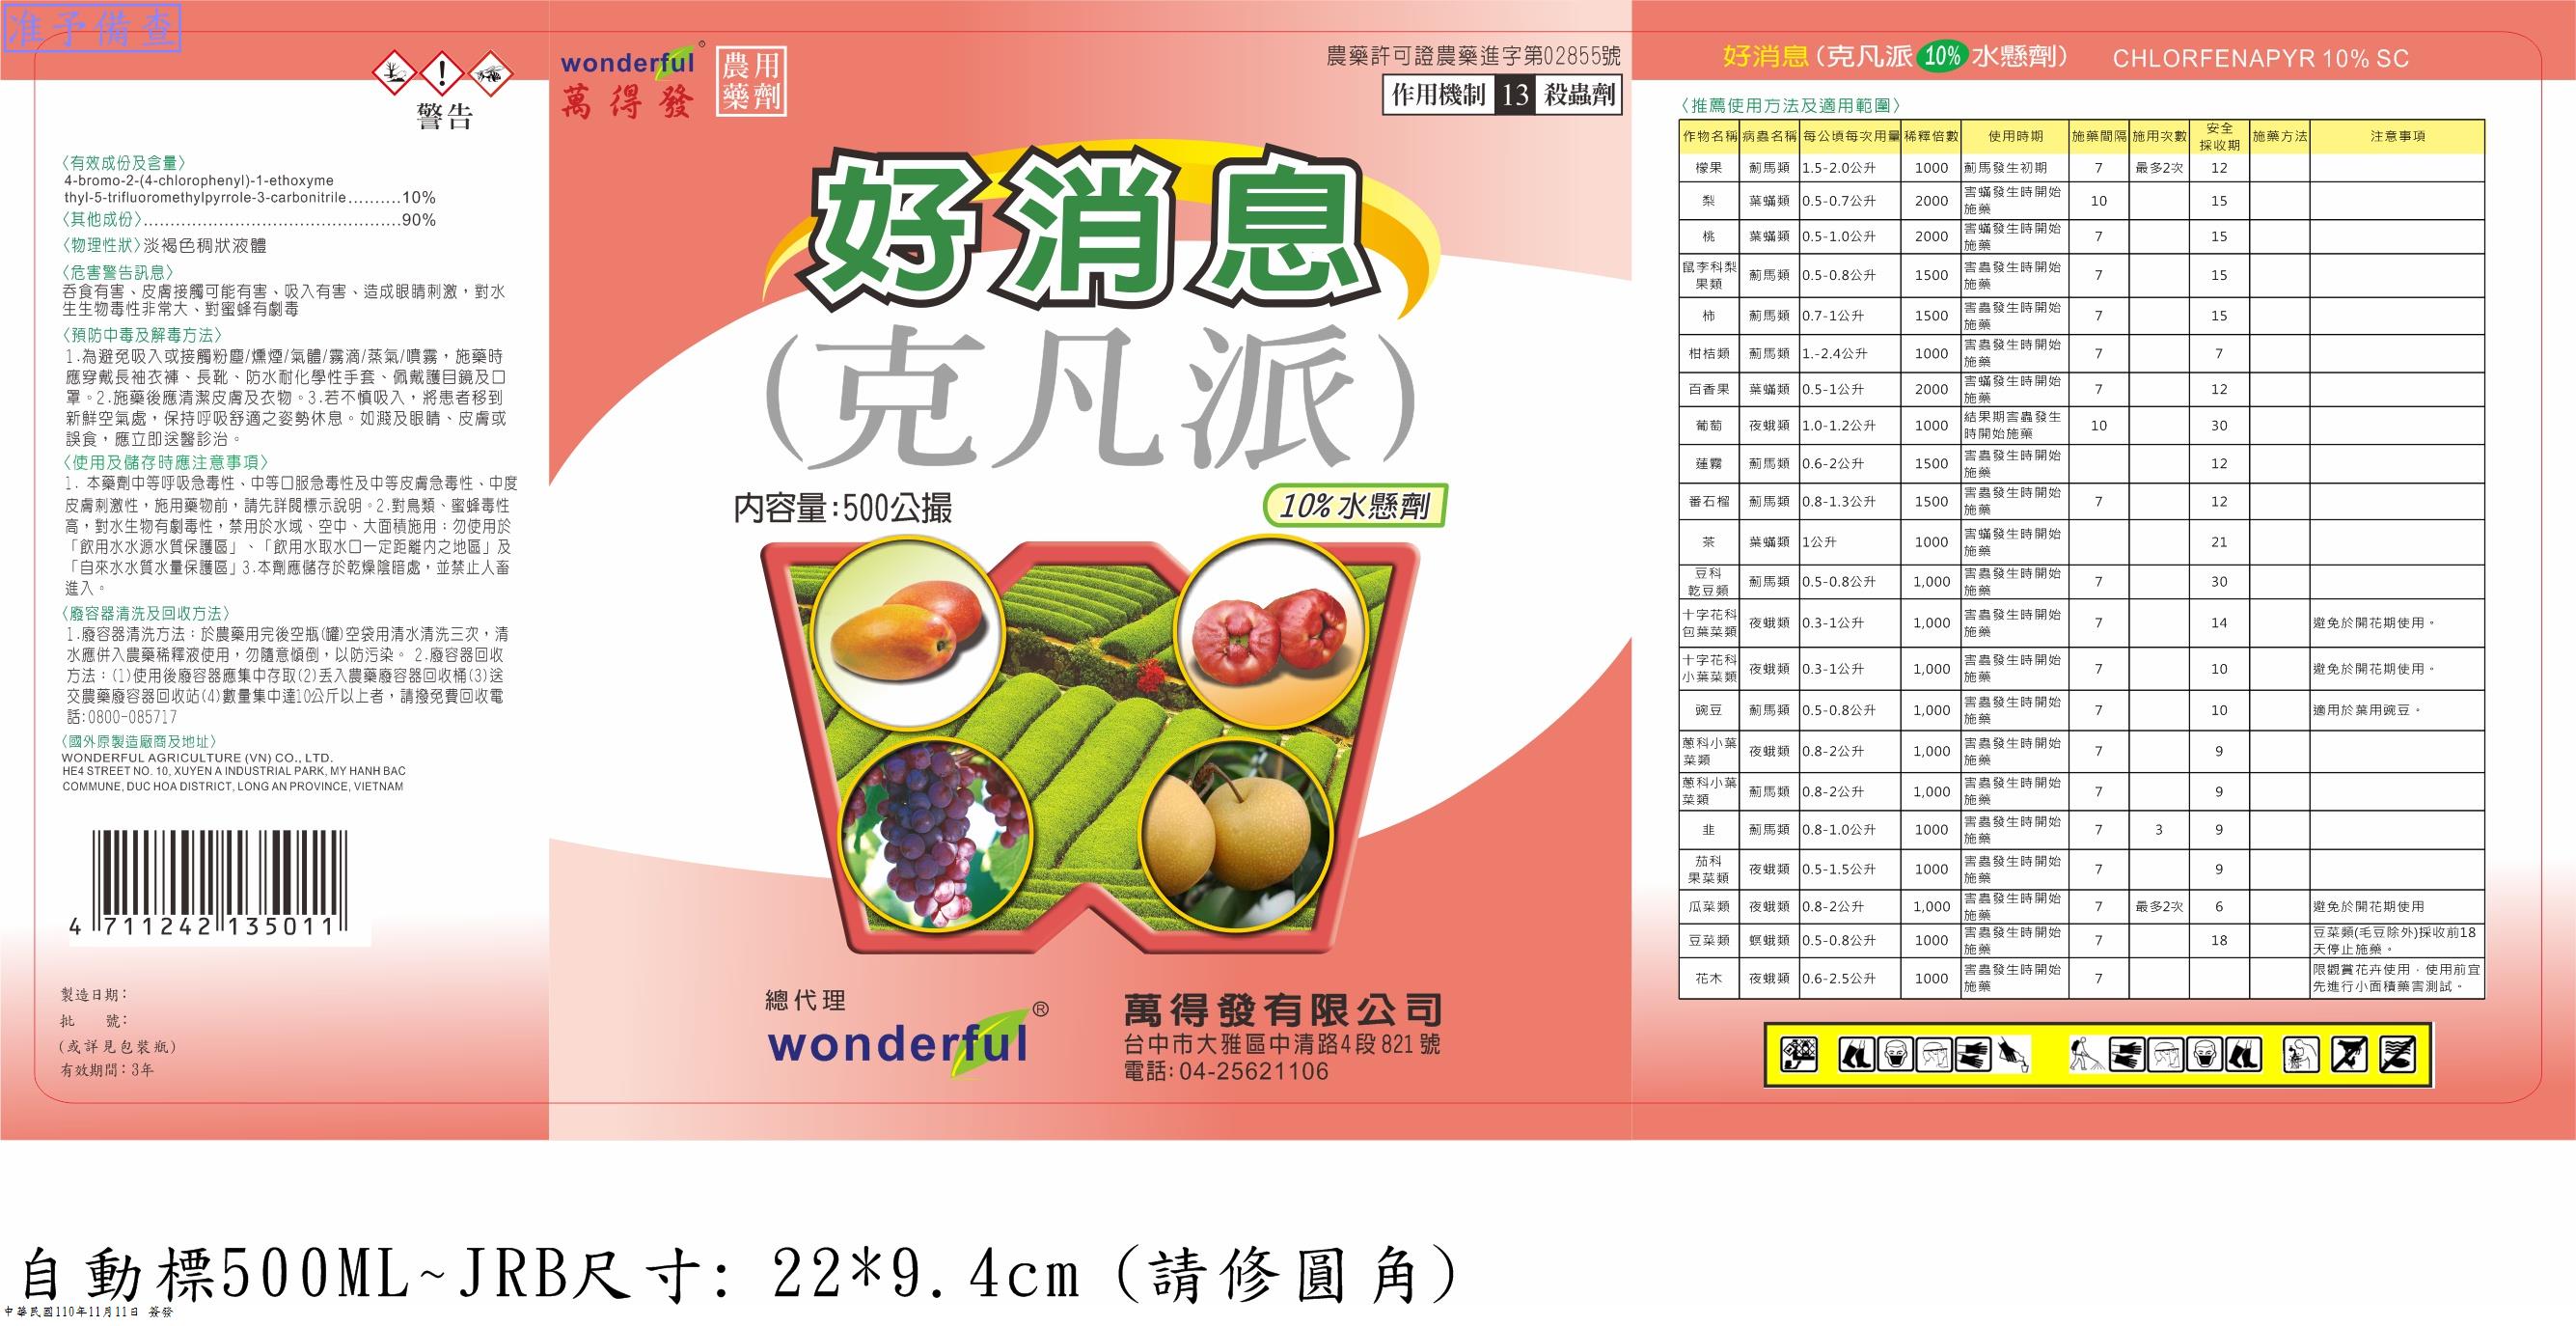 准予備查
警告
〈有效成份及含量〉
4-bromo-2-(4-chlorophenyl)-1-ethoxyme
thyl-5-trifluoromethylpyrrole-3-carbonitrile..........10%
〈其他成份〉................................................90%
〈物理性狀〉淡褐色稠狀液體
〈危害警告訊息〉
吞食有害、皮膚接觸可能有害、吸入有害、造成眼睛刺激，對水
生生物毒性非常大、對蜜蜂有劇毒
〈預防中毒及解毒方法〉
1.為避免吸入或接觸粉塵/燻煙/氣體/霧滴/蒸氣/噴霧，施藥時
應穿戴長袖衣褲、長靴、防水耐化學性手套、佩戴護目鏡及口
罩。2.施藥後應清潔皮膚及衣物。3.若不慎吸入，將患者移到
新鮮空氣處，保持呼吸舒適之姿勢休息。如濺及眼睛、皮膚或
誤食，應立即送醫診治。
〈使用及儲存時應注意事項〉
1. 本藥劑中等呼吸急毒性、中等口服急毒性及中等皮膚急毒性、中度
皮膚刺激性，施用藥物前，請先詳閱標示說明。2.對鳥類、蜜蜂毒性
高，對水生物有劇毒性，禁用於水域、空中、大面積施用；勿使用於
「飲用水水源水質保護區」、「飲用水取水口一定距離內之地區」及
「自來水水質水量保護區」3.本劑應儲存於乾燥陰暗處，並禁止人畜
進入。
〈廢容器清洗及回收方法〉
1.廢容器清洗方法：於農藥用完後空瓶(罐)空袋用清水清洗三次，清
水應併入農藥稀釋液使用，勿隨意傾倒，以防污染。 2.廢容器回收
方法：(1)使用後廢容器應集中存取(2)丟入農藥廢容器回收桶(3)送
交農藥廢容器回收站(4)數量集中達10公斤以上者，請撥免費回收電
話:0800-085717
〈國外原製造廠商及地址〉
WONDERFUL AGRICULTURE (VN) CO., LTD.
HE4 STREET NO. 10, XUYEN A INDUSTRIAL PARK, MY HANH BAC
COMMUNE, DUC HOA DISTRICT, LONG AN PROVINCE, VIETNAM
4 711242 135011
製造日期：
批　　號：
(或詳見包裝瓶)
有效期間：3年
wonderful
萬得發
農用
藥劑
農藥許可證農藥進字第02855號
作用機制 13 殺蟲劑
好消息
(克凡派)
內容量:500公撮
10%水懸劑
總代理
wonderful®
萬得發有限公司
台中市大雅區中清路4段821號
電話: 04-25621106
好消息(克凡派 10% 水懸劑) CHLORFENAPYR 10% SC
〈推薦使用方法及適用範圍〉
作物名稱 病蟲名稱 每公頃每次用量 稀釋倍數 使用時期 施藥間隔 施用次數 安全採收期 施藥方法 注意事項
檬果 薊馬類 1.5-2.0公升 1000 薊馬發生初期 7 最多2次 12
梨 葉蟎類 0.5-0.7公升 2000 害蟎發生時開始施藥 10 15
桃 葉蟎類 0.5-1.0公升 2000 害蟎發生時開始施藥 7 15
鼠李科梨果類 薊馬類 0.5-0.8公升 1500 害蟲發生時開始施藥 7 15
柿 薊馬類 0.7-1公升 1500 害蟲發生時開始施藥 7 15
柑桔類 薊馬類 1.-2.4公升 1000 害蟲發生時開始施藥 7 7
百香果 葉蟎類 0.5-1公升 2000 害蟎發生時開始施藥 7 12
葡萄 夜蛾類 1.0-1.2公升 1000 結果期害蟲發生時開始施藥 10 30
蓮霧 薊馬類 0.6-2公升 1500 害蟲發生時開始施藥 12
番石榴 薊馬類 0.8-1.3公升 1500 害蟲發生時開始施藥 7 12
茶 葉蟎類 1公升 1000 害蟎發生時開始施藥 21
豆科乾豆類 薊馬類 0.5-0.8公升 1,000 害蟲發生時開始施藥 7 30
十字花科包葉菜類 夜蛾類 0.3-1公升 1,000 害蟲發生時開始施藥 7 14 避免於開花期使用。
十字花科小葉菜類 夜蛾類 0.3-1公升 1,000 害蟲發生時開始施藥 7 10 避免於開花期使用。
豌豆 薊馬類 0.5-0.8公升 1,000 害蟲發生時開始施藥 7 10 適用於葉用豌豆。
蔥科小葉菜類 夜蛾類 0.8-2公升 1,000 害蟲發生時開始施藥 7 9
蔥科小葉菜類 薊馬類 0.8-2公升 1,000 害蟲發生時開始施藥 7 9
韭 薊馬類 0.8-1.0公升 1000 害蟲發生時開始施藥 7 3 9
茄科果菜類 夜蛾類 0.5-1.5公升 1000 害蟲發生時開始施藥 7 9
瓜菜類 夜蛾類 0.8-2公升 1,000 害蟲發生時開始施藥 7 最多2次 6 避免於開花期使用
豆菜類 螟蛾類 0.5-0.8公升 1000 害蟲發生時開始施藥 7 18 豆菜類(毛豆除外)採收前18天停止施藥。
花木 夜蛾類 0.6-2.5公升 1000 害蟲發生時開始施藥 7 限觀賞花卉使用，使用前宜先進行小面積藥害測試。
自動標500ML~JRB尺寸: 22*9.4cm (請修圓角)
中華民國110年11月11日 簽發